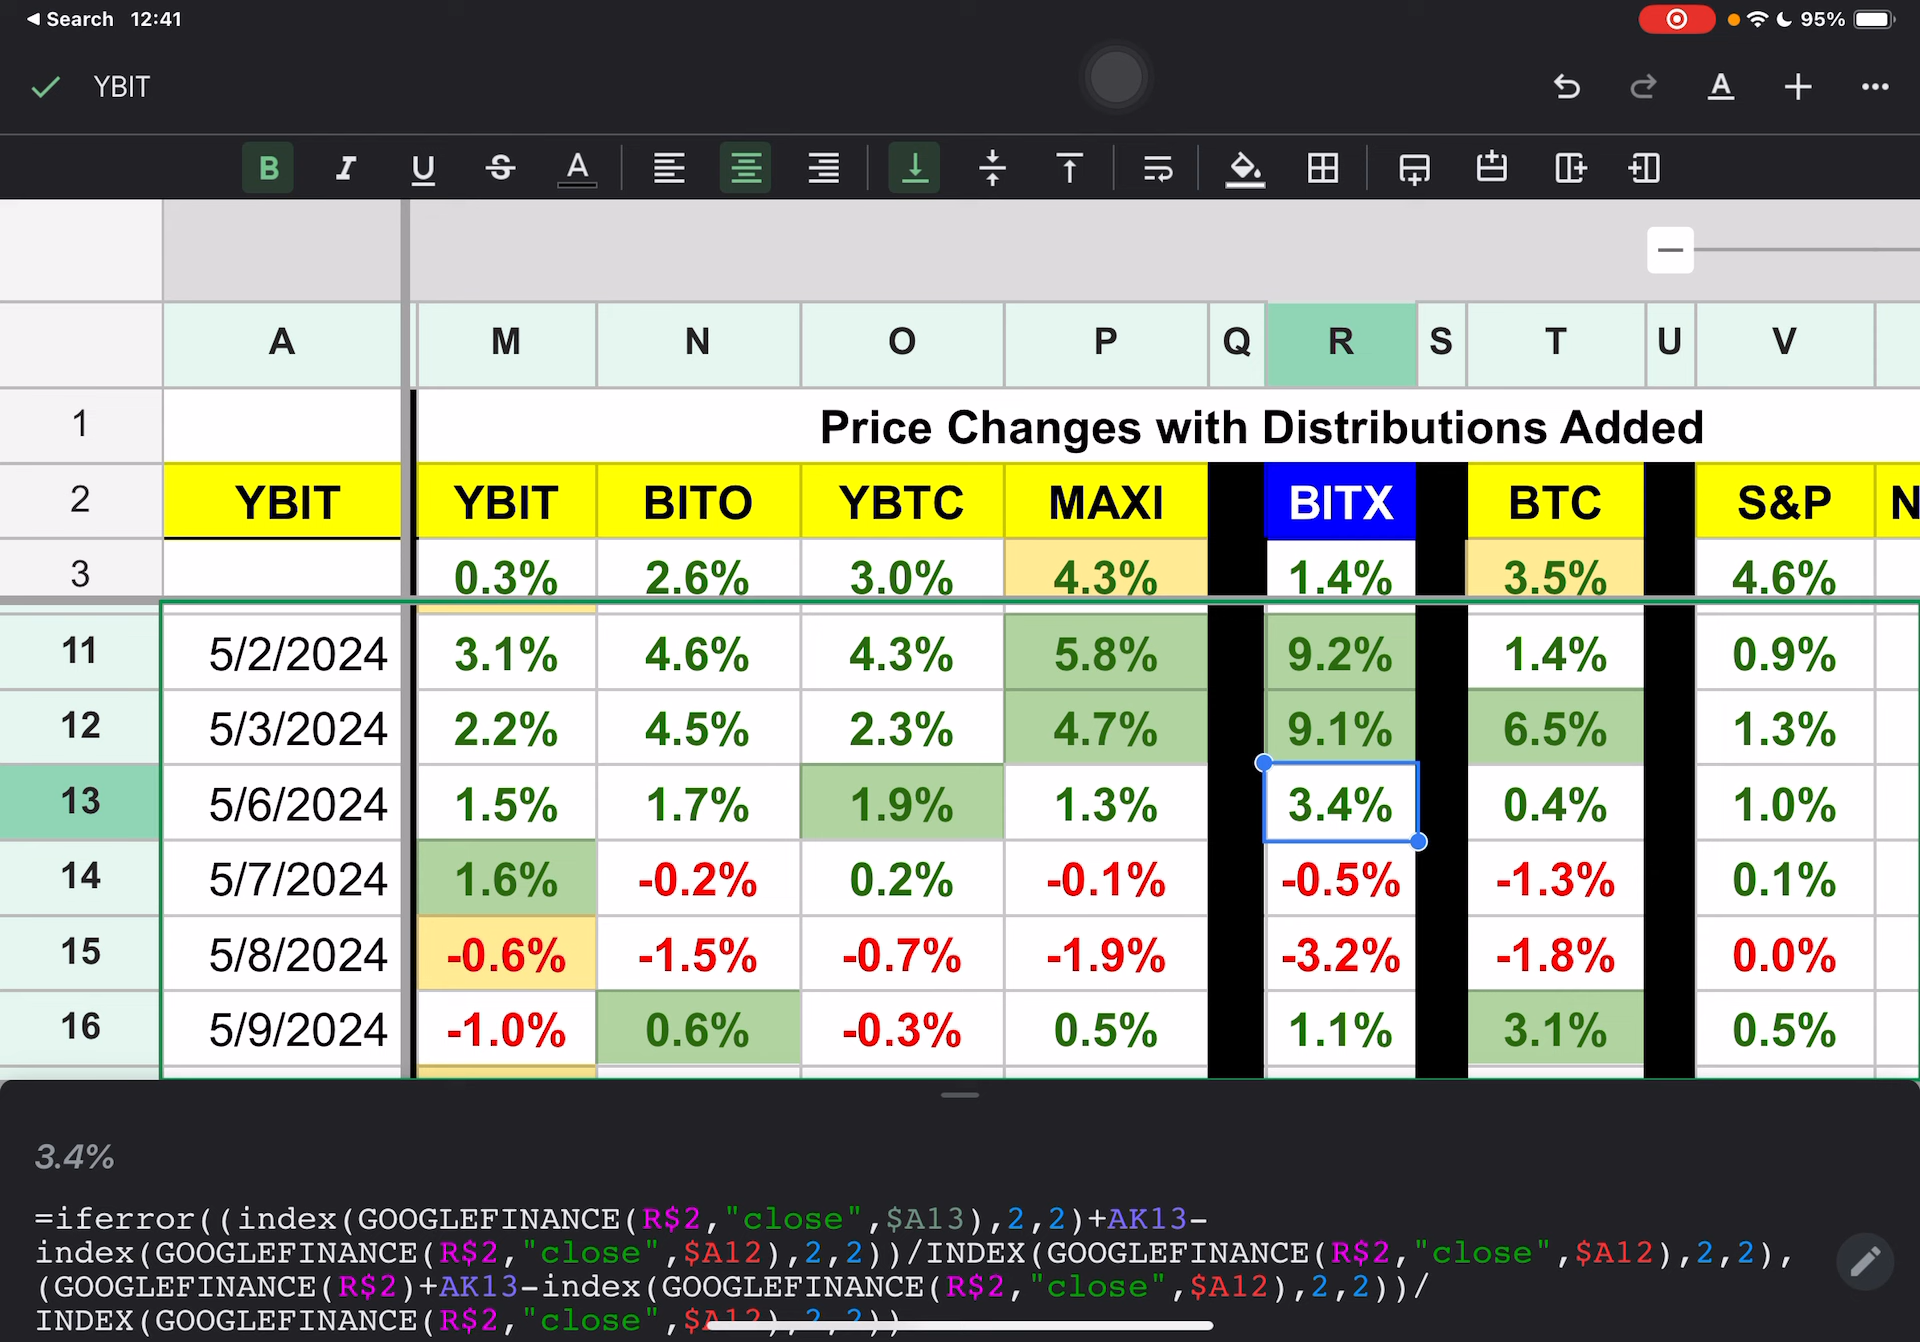 Search 12:41 95%
YBIT
B I U S A A
A M N O P Q R S T U V
1 Price Changes with Distributions Added
2 YBIT YBIT BITO YBTC MAXI BITX BTC S&P N
3 0.3% 2.6% 3.0% 4.3% 1.4% 3.5% 4.6%
11 5/2/2024 3.1% 4.6% 4.3% 5.8% 9.2% 1.4% 0.9%
12 5/3/2024 2.2% 4.5% 2.3% 4.7% 9.1% 6.5% 1.3%
13 5/6/2024 1.5% 1.7% 1.9% 1.3% 3.4% 0.4% 1.0%
14 5/7/2024 1.6% -0.2% 0.2% -0.1% -0.5% -1.3% 0.1%
15 5/8/2024 -0.6% -1.5% -0.7% -1.9% -3.2% -1.8% 0.0%
16 5/9/2024 -1.0% 0.6% -0.3% 0.5% 1.1% 3.1% 0.5%
3.4%
=iferror((index(GOOGLEFINANCE(R$2,"close",$A13),2,2)+AK13-
index(GOOGLEFINANCE(R$2,"close",$A12),2,2))/INDEX(GOOGLEFINANCE(R$2,"close",$A12),2,2),
(GOOGLEFINANCE(R$2)+AK13-index(GOOGLEFINANCE(R$2,"close",$A12),2,2))/
INDEX(GOOGLEFINANCE(R$2,"close",$A12),2,2))